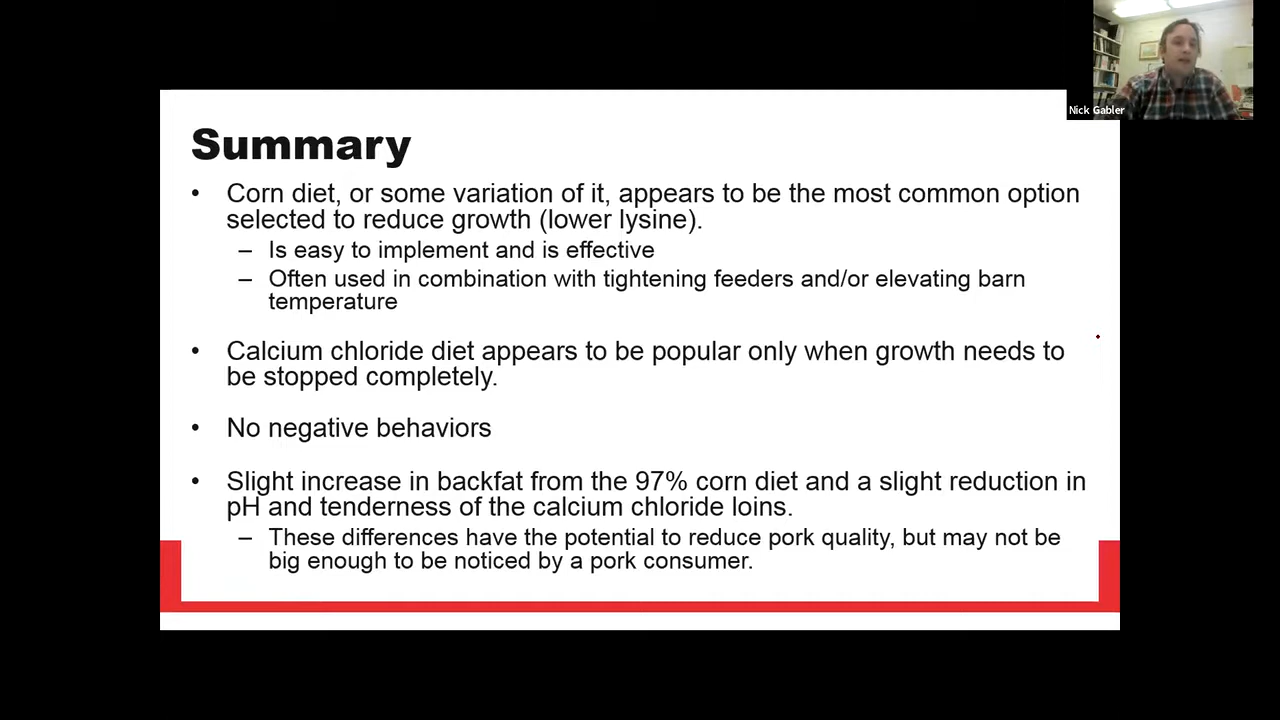 Nick Gabler
Summary
• Corn diet, or some variation of it, appears to be the most common option
selected to reduce growth (lower lysine).
– Is easy to implement and is effective
– Often used in combination with tightening feeders and/or elevating barn
temperature
• Calcium chloride diet appears to be popular only when growth needs to
be stopped completely.
• No negative behaviors
• Slight increase in backfat from the 97% corn diet and a slight reduction in
pH and tenderness of the calcium chloride loins.
– These differences have the potential to reduce pork quality, but may not be
big enough to be noticed by a pork consumer.